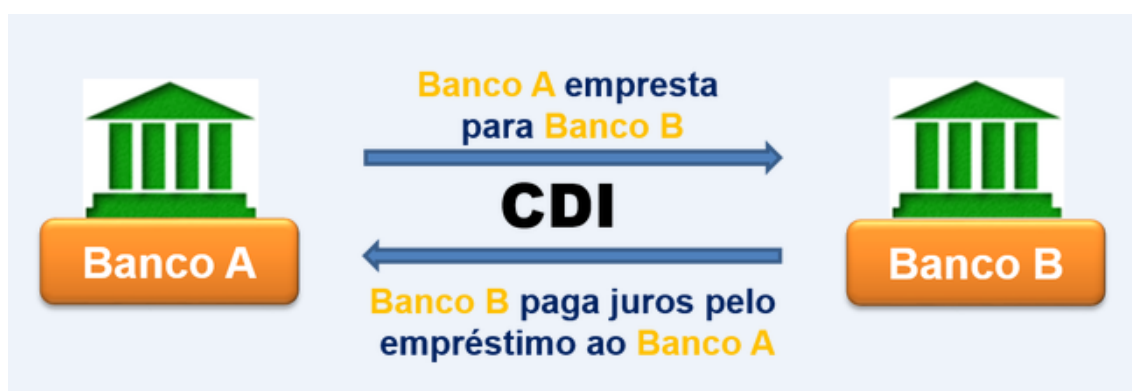 Banco A empresta
para Banco B
CDI
Banco A
Banco B
Banco B paga juros pelo
empréstimo ao Banco A